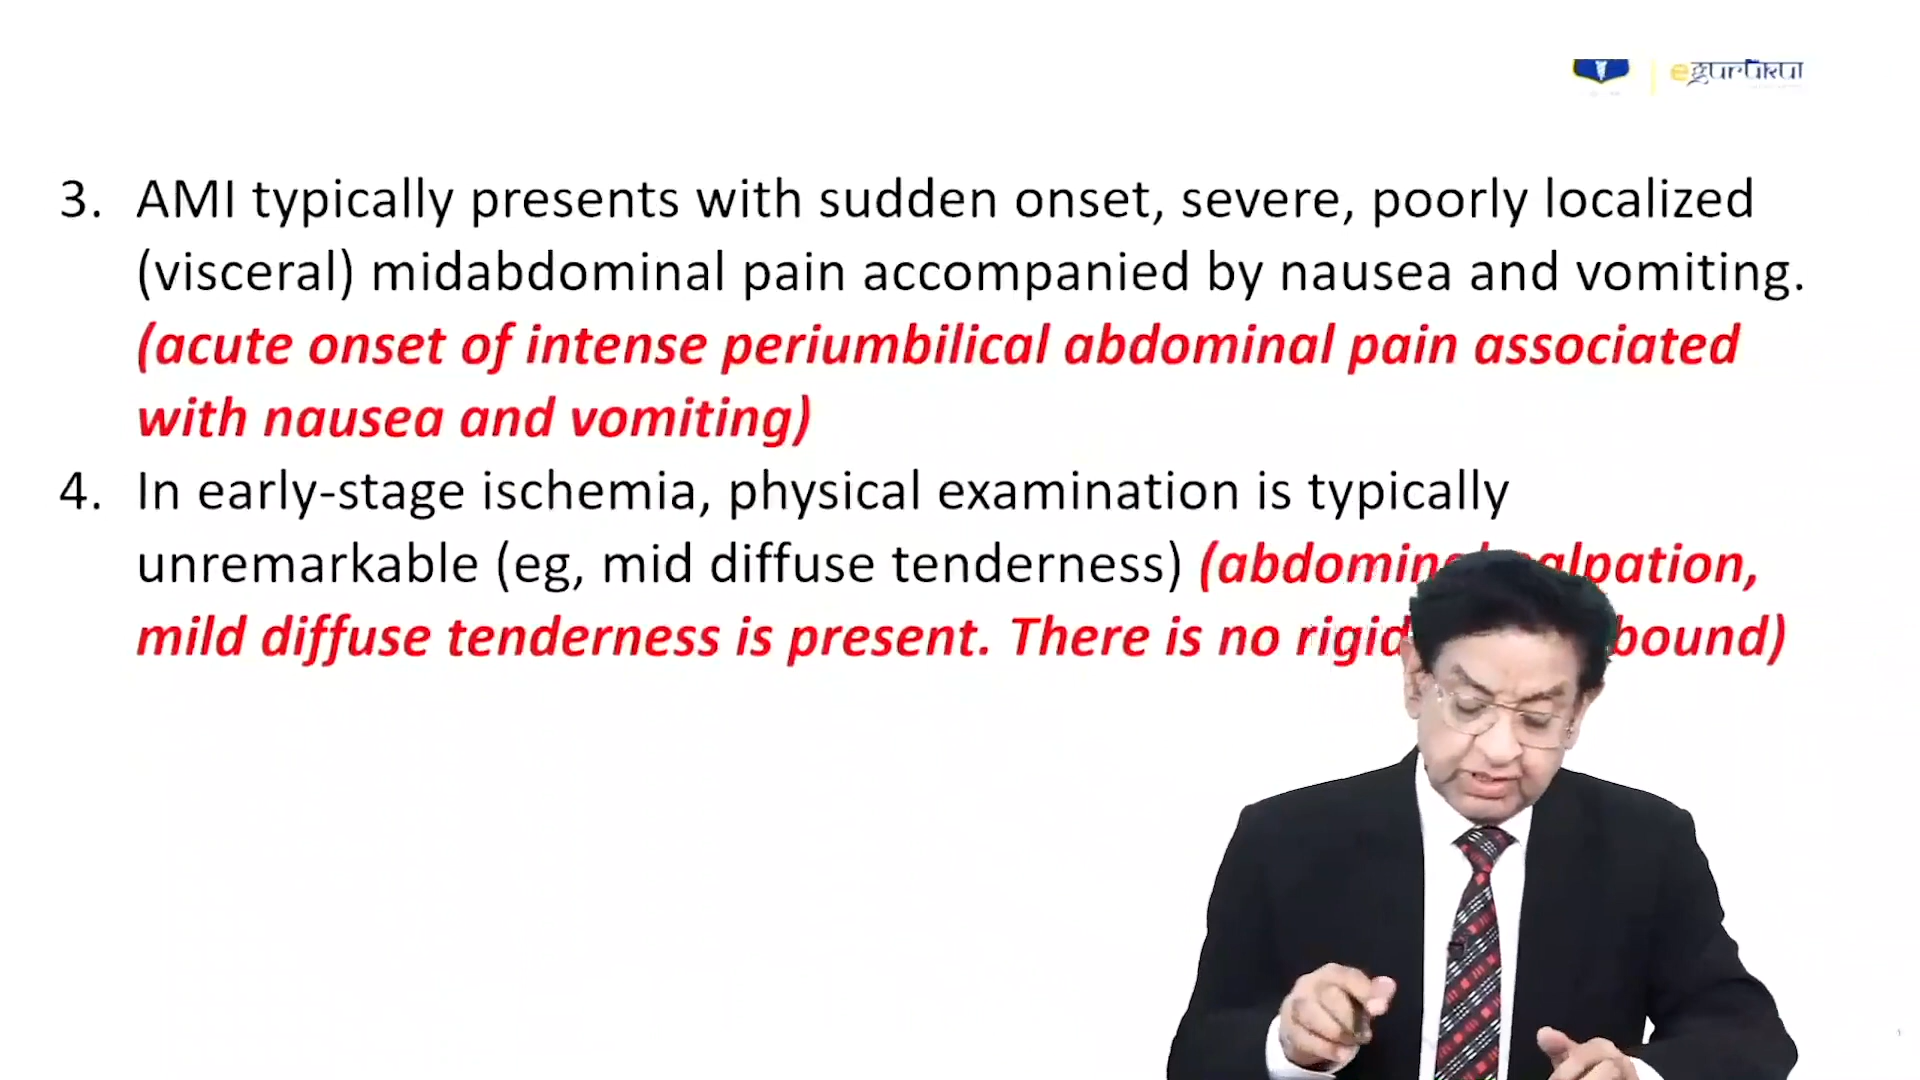 egurukul
3. AMI typically presents with sudden onset, severe, poorly localized
(visceral) midabdominal pain accompanied by nausea and vomiting.
(acute onset of intense periumbilical abdominal pain associated
with nausea and vomiting)
4. In early-stage ischemia, physical examination is typically
unremarkable (eg, mid diffuse tenderness) (abdomin alpation,
mild diffuse tenderness is present. There is no rigid bound)